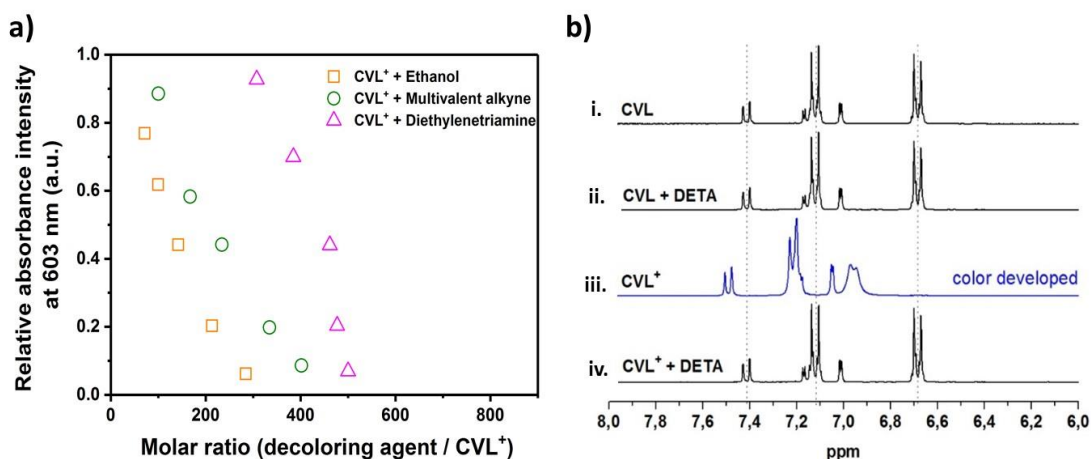 a)
Relative absorbance intensity
at 603 nm (a.u.)
1.0
0.8
0.6
0.4
0.2
0.0
CVL⁺ + Ethanol
CVL⁺ + Multivalent alkyne
CVL⁺ + Diethylenetriamine
0 200 400 600 800
Molar ratio (decoloring agent / CVL⁺)
b)
i. CVL
ii. CVL + DETA
iii. CVL⁺ color developed
iv. CVL⁺ + DETA
8,0 7,8 7,6 7,4 7,2 7,0 6,8 6,6 6,4 6,2 6,0
ppm